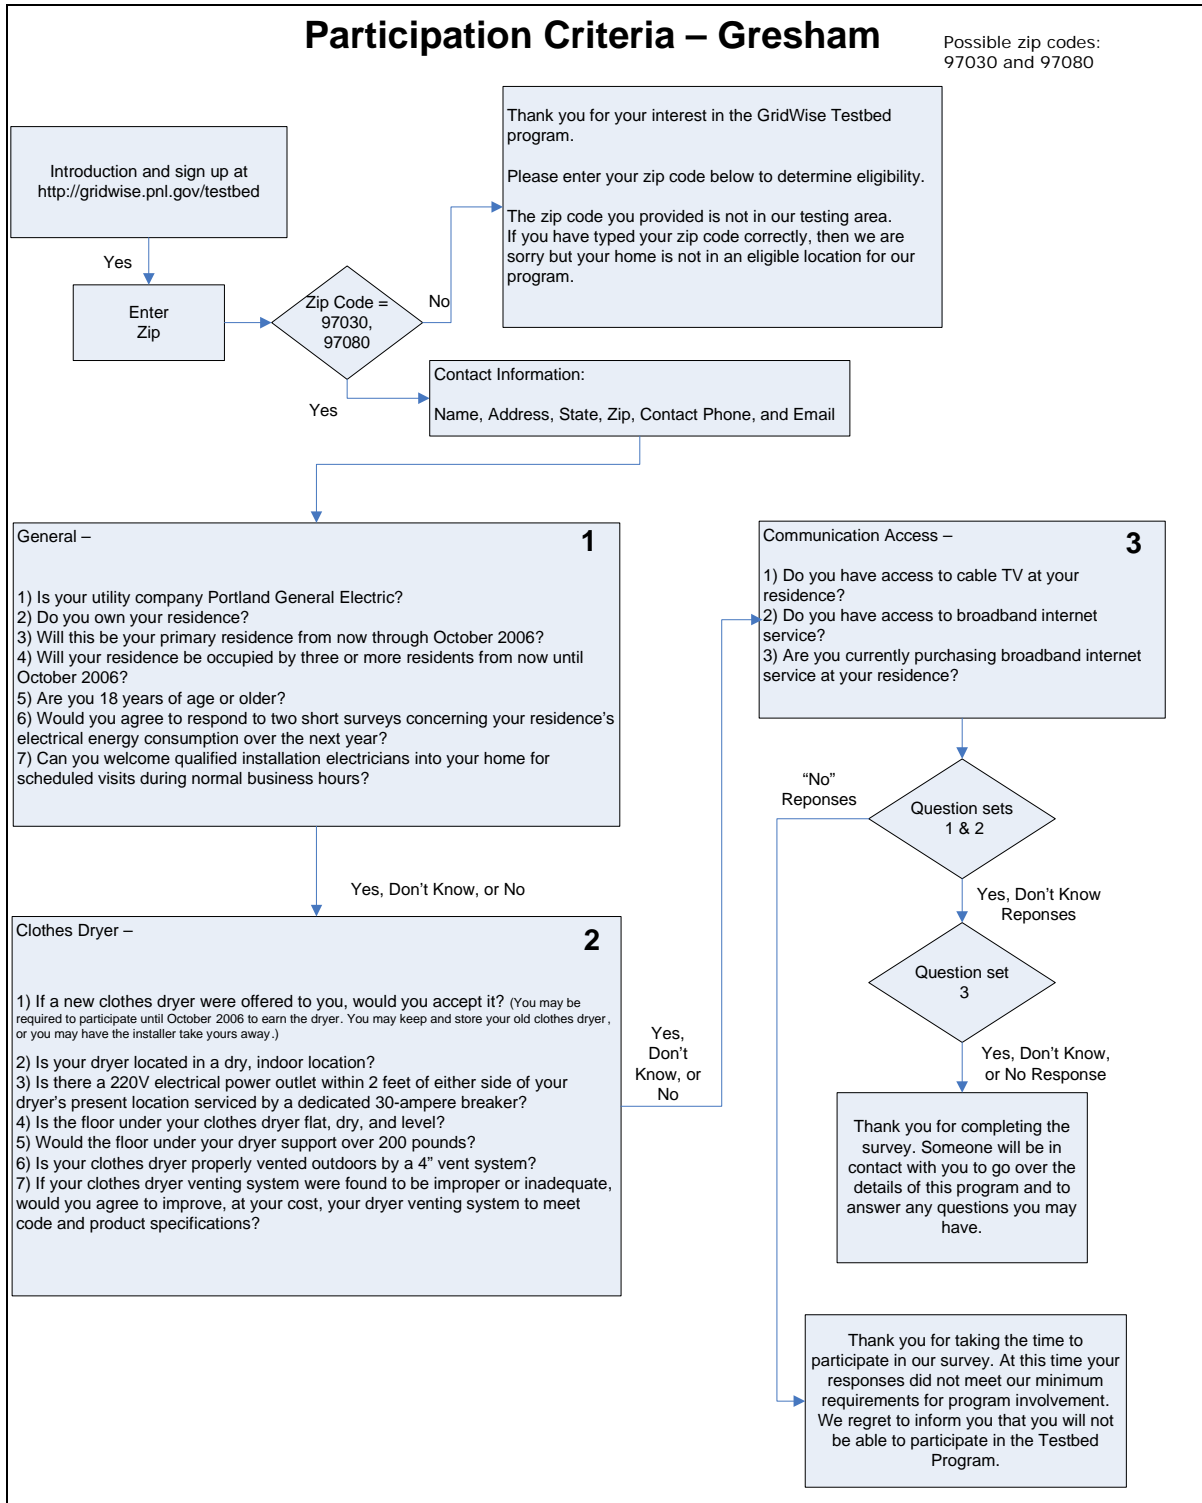 Participation Criteria – Gresham
Possible zip codes:
97030 and 97080
Introduction and sign up at
http://gridwise.pnl.gov/testbed
Yes
Enter
Zip
Zip Code =
97030,
97080
No
Thank you for your interest in the GridWise Testbed
program.
Please enter your zip code below to determine eligibility.
The zip code you provided is not in our testing area.
If you have typed your zip code correctly, then we are
sorry but your home is not in an eligible location for our
program.
Yes
Contact Information:
Name, Address, State, Zip, Contact Phone, and Email
General –
1
1) Is your utility company Portland General Electric?
2) Do you own your residence?
3) Will this be your primary residence from now through October 2006?
4) Will your residence be occupied by three or more residents from now until
October 2006?
5) Are you 18 years of age or older?
6) Would you agree to respond to two short surveys concerning your residence's
electrical energy consumption over the next year?
7) Can you welcome qualified installation electricians into your home for
scheduled visits during normal business hours?
Yes, Don't Know, or No
Clothes Dryer –
2
1) If a new clothes dryer were offered to you, would you accept it? (You may be
required to participate until October 2006 to earn the dryer. You may keep and store your old clothes dryer,
or you may have the installer take yours away.)
2) Is your dryer located in a dry, indoor location?
3) Is there a 220V electrical power outlet within 2 feet of either side of your
dryer's present location serviced by a dedicated 30-ampere breaker?
4) Is the floor under your clothes dryer flat, dry, and level?
5) Would the floor under your dryer support over 200 pounds?
6) Is your clothes dryer properly vented outdoors by a 4” vent system?
7) If your clothes dryer venting system were found to be improper or inadequate,
would you agree to improve, at your cost, your dryer venting system to meet
code and product specifications?
Yes,
Don't
Know, or
No
Communication Access –
3
1) Do you have access to cable TV at your
residence?
2) Do you have access to broadband internet
service?
3) Are you currently purchasing broadband internet
service at your residence?
“No”
Reponses
Question sets
1 & 2
Yes, Don't Know
Reponses
Question set
3
Yes, Don't Know,
or No Response
Thank you for completing the
survey. Someone will be in
contact with you to go over the
details of this program and to
answer any questions you may
have.
Thank you for taking the time to
participate in our survey. At this time your
responses did not meet our minimum
requirements for program involvement.
We regret to inform you that you will not
be able to participate in the Testbed
Program.